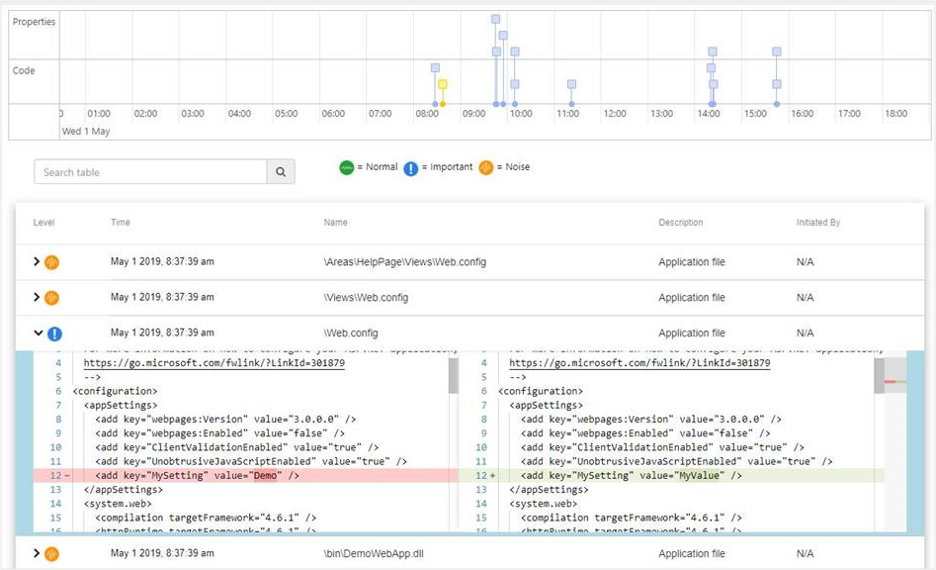 Properties
Code
0 01:00 02:00 03:00 04:00 05:00 06:00 07:00 08:00 09:00 10:00 11:00 12:00 13:00 14:00 15:00 16:00 17:00 18:00
Wed 1 May
Search table
= Normal = Important = Noise
Level Time Name Description Initiated By
May 1 2019, 8:37:39 am \Areas\HelpPage\Views\Web.config Application file N/A
May 1 2019, 8:37:39 am \Views\Web.config Application file N/A
May 1 2019, 8:37:39 am \Web.config Application file N/A
4 https://go.microsoft.com/fwlink/?LinkId=301879
5 -->
6 <configuration>
7 <appSettings>
8 <add key="webpages:Version" value="3.0.0.0" />
9 <add key="webpages:Enabled" value="false" />
10 <add key="ClientValidationEnabled" value="true" />
11 <add key="UnobtrusiveJavaScriptEnabled" value="true" />
12 - <add key="MySetting" value="Demo" />
13 </appSettings>
14 <system.web>
15 <compilation targetFramework="4.6.1" />
16 <httpRuntime targetFramework="4.6.1" />
4 https://go.microsoft.com/fwlink/?LinkId=301879
5 -->
6 <configuration>
7 <appSettings>
8 <add key="webpages:Version" value="3.0.0.0" />
9 <add key="webpages:Enabled" value="false" />
10 <add key="ClientValidationEnabled" value="true" />
11 <add key="UnobtrusiveJavaScriptEnabled" value="true" />
12 + <add key="MySetting" value="MyValue" />
13 </appSettings>
14 <system.web>
15 <compilation targetFramework="4.6.1" />
16 <httpRuntime targetFramework="4.6.1" />
May 1 2019, 8:37:39 am \bin\DemoWebApp.dll Application file N/A